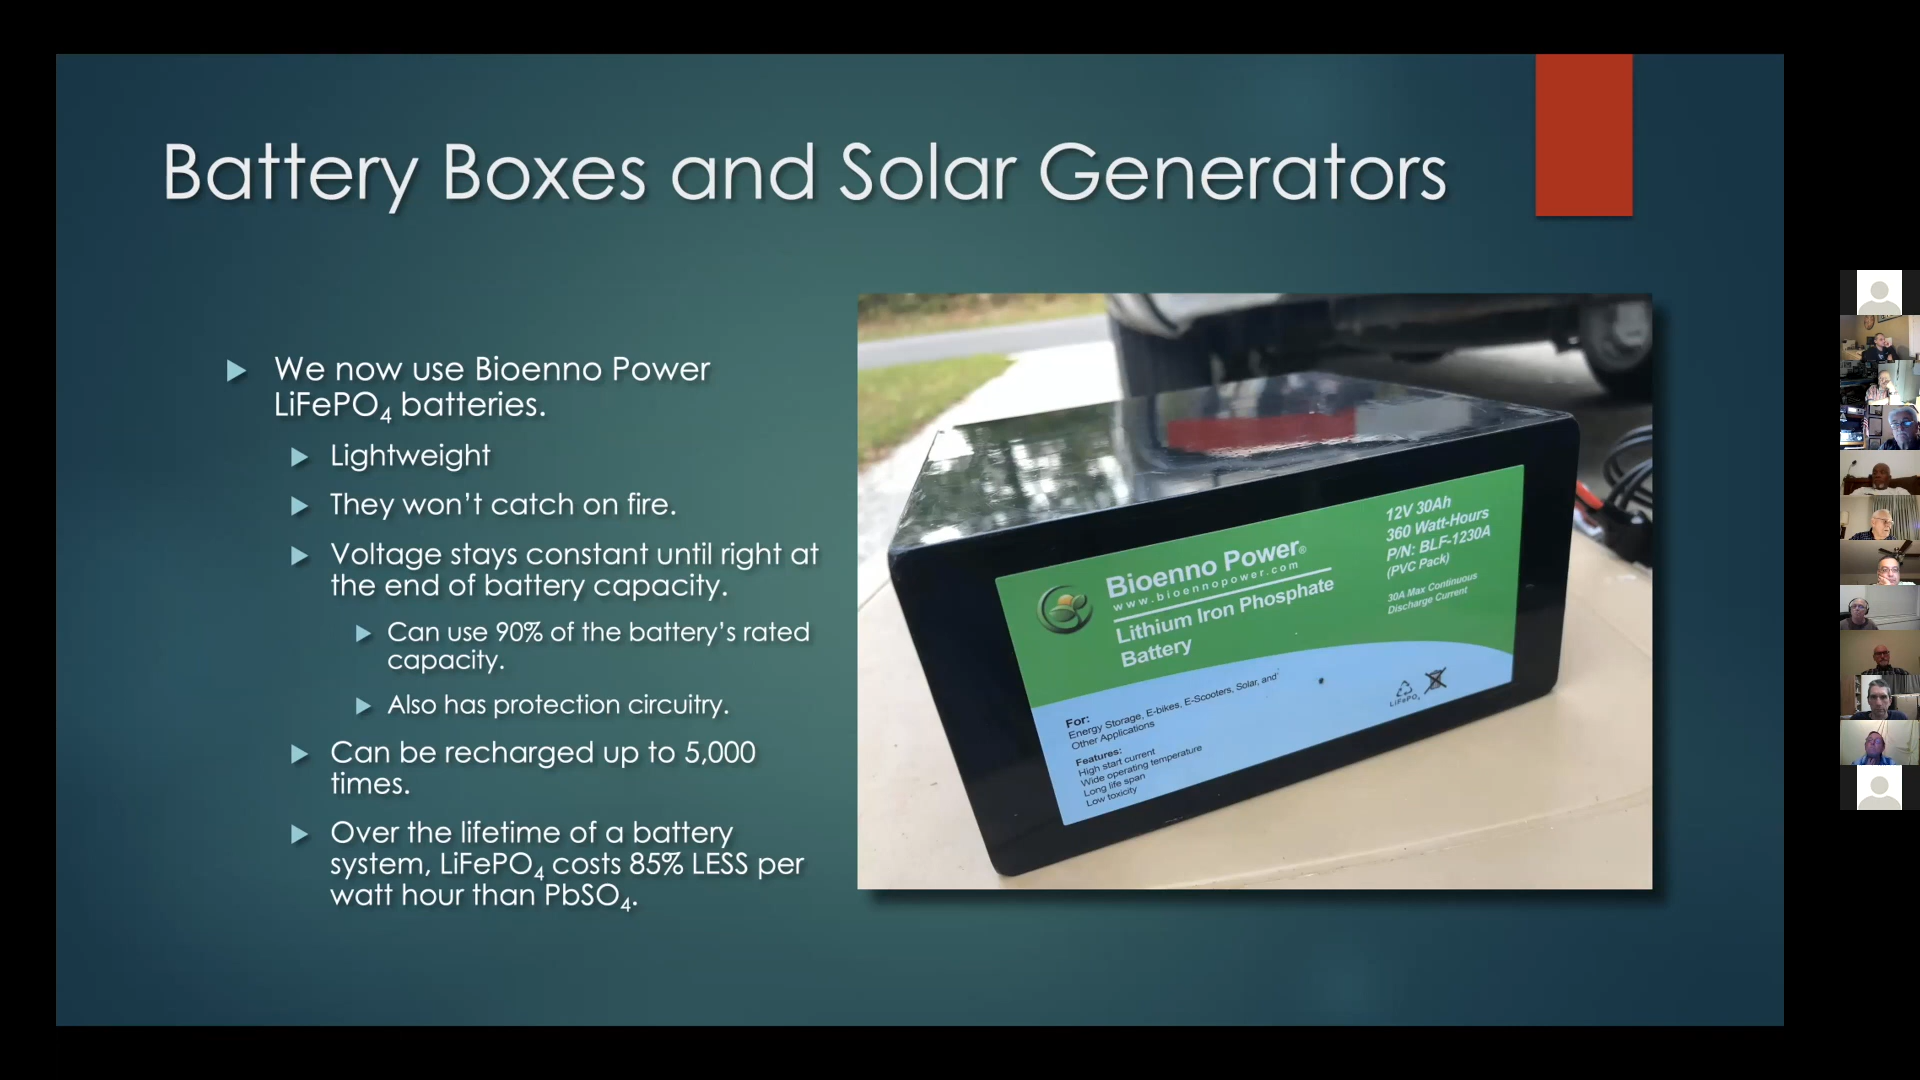 Battery Boxes and Solar Generators
We now use Bioenno Power
LiFePO₄ batteries.
Lightweight
They won't catch on fire.
Voltage stays constant until right at
the end of battery capacity.
Can use 90% of the battery's rated
capacity.
Also has protection circuitry.
Can be recharged up to 5,000
times.
Over the lifetime of a battery
system, LiFePO₄ costs 85% LESS per
watt hour than PbSO₄.
Bioenno Power®
www.bioennopower.com
Lithium Iron Phosphate
Battery
12V 30Ah
360 Watt-Hours
P/N: BLF-1230A
(PVC Pack)
30A Max Continuous
Discharge Current
For:
Energy Storage, E-bikes, E-Scooters, Solar, and
Other Applications
Features:
High start current
Wide operating temperature
Long life span
Low toxicity
LiFePO₄